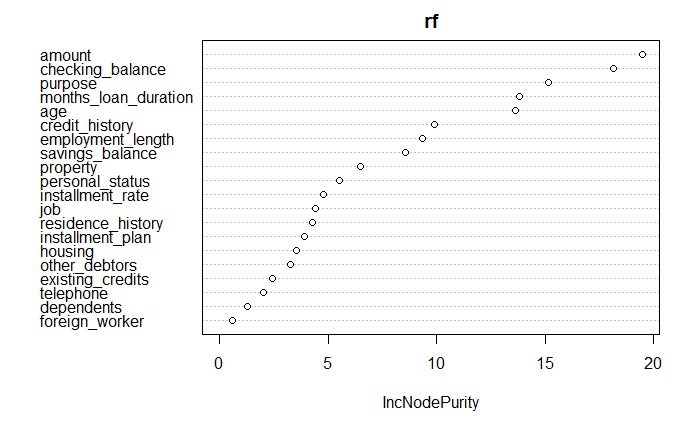 rf
amount
checking_balance
purpose
months_loan_duration
age
credit_history
employment_length
savings_balance
property
personal_status
installment_rate
job
residence_history
installment_plan
housing
other_debtors
existing_credits
telephone
dependents
foreign_worker
0 5 10 15 20
IncNodePurity